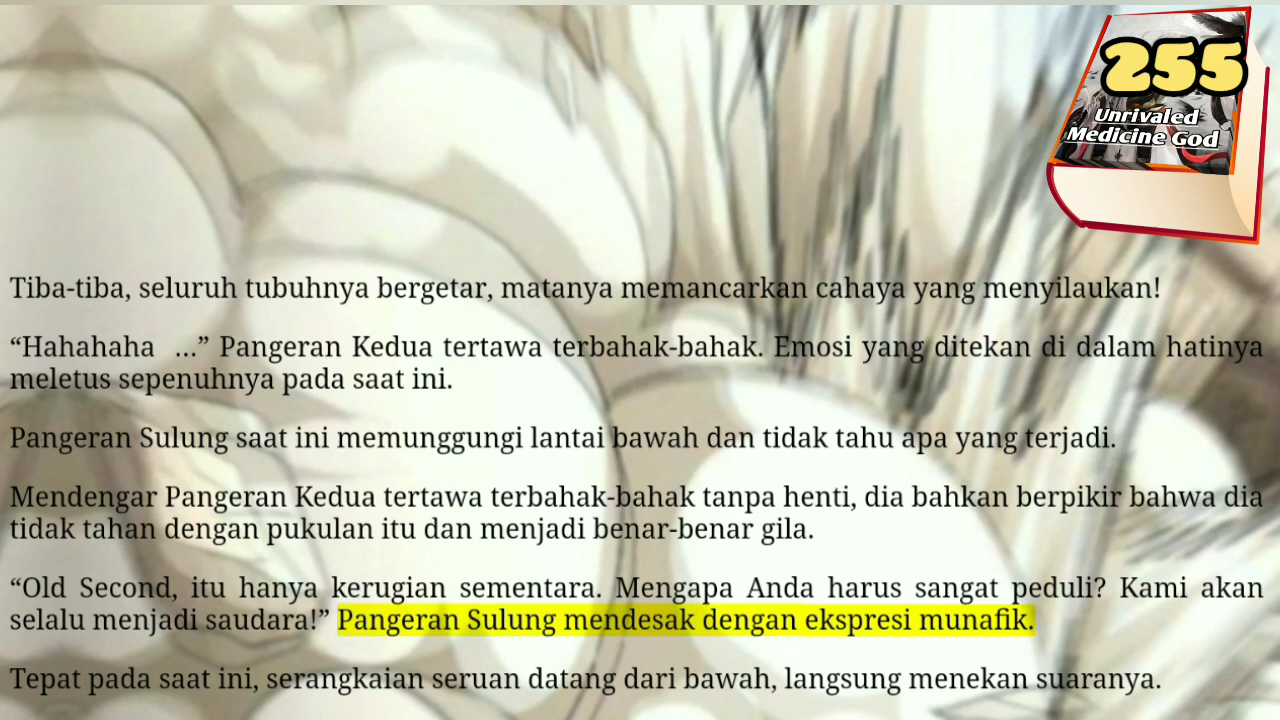 255
Unrivaled
Medicine God
Tiba-tiba, seluruh tubuhnya bergetar, matanya memancarkan cahaya yang menyilaukan!
“Hahahaha  ...” Pangeran Kedua tertawa terbahak-bahak. Emosi yang ditekan di dalam hatinya
meletus sepenuhnya pada saat ini.
Pangeran Sulung saat ini memunggungi lantai bawah dan tidak tahu apa yang terjadi.
Mendengar Pangeran Kedua tertawa terbahak-bahak tanpa henti, dia bahkan berpikir bahwa dia
tidak tahan dengan pukulan itu dan menjadi benar-benar gila.
“Old Second, itu hanya kerugian sementara. Mengapa Anda harus sangat peduli? Kami akan
selalu menjadi saudara!” Pangeran Sulung mendesak dengan ekspresi munafik.
Tepat pada saat ini, serangkaian seruan datang dari bawah, langsung menekan suaranya.